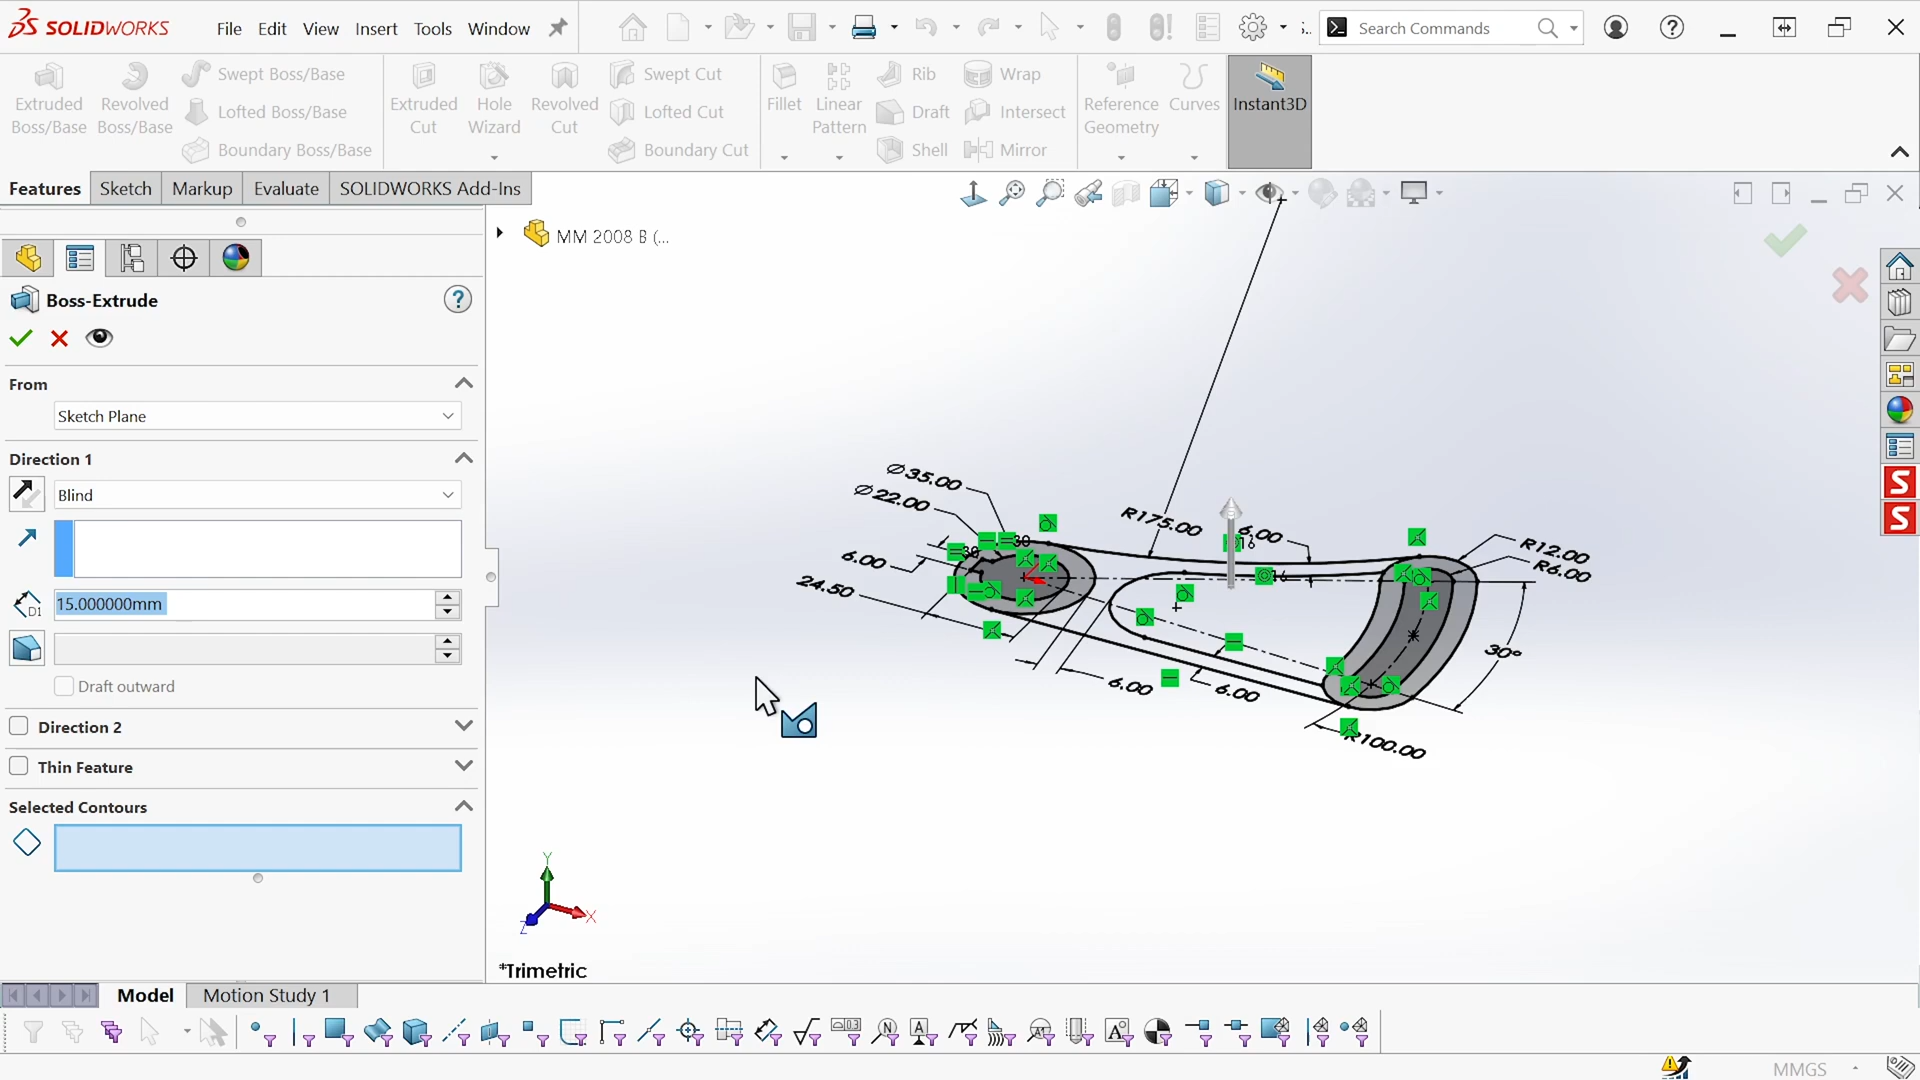 SOLIDWORKS
File Edit View Insert Tools Window
Search Commands
Extruded Boss/Base
Revolved Boss/Base
Swept Boss/Base
Lofted Boss/Base
Boundary Boss/Base
Extruded Cut
Hole Wizard
Revolved Cut
Swept Cut
Lofted Cut
Boundary Cut
Fillet
Linear Pattern
Rib
Draft
Shell
Wrap
Intersect
Mirror
Reference Geometry
Curves
Instant3D
Features Sketch Markup Evaluate SOLIDWORKS Add-Ins
MM 2008 B (...
Boss-Extrude
From
Sketch Plane
Direction 1
Blind
D1
15.000000mm
Draft outward
Direction 2
Thin Feature
Selected Contours
Ø35.00
Ø22.00
6.00
24.50
R175.00
6.00
R12.00
R6.00
30°
6.00
6.00
R100.00
Y
X
Z
*Trimetric
Model Motion Study 1
MMGS